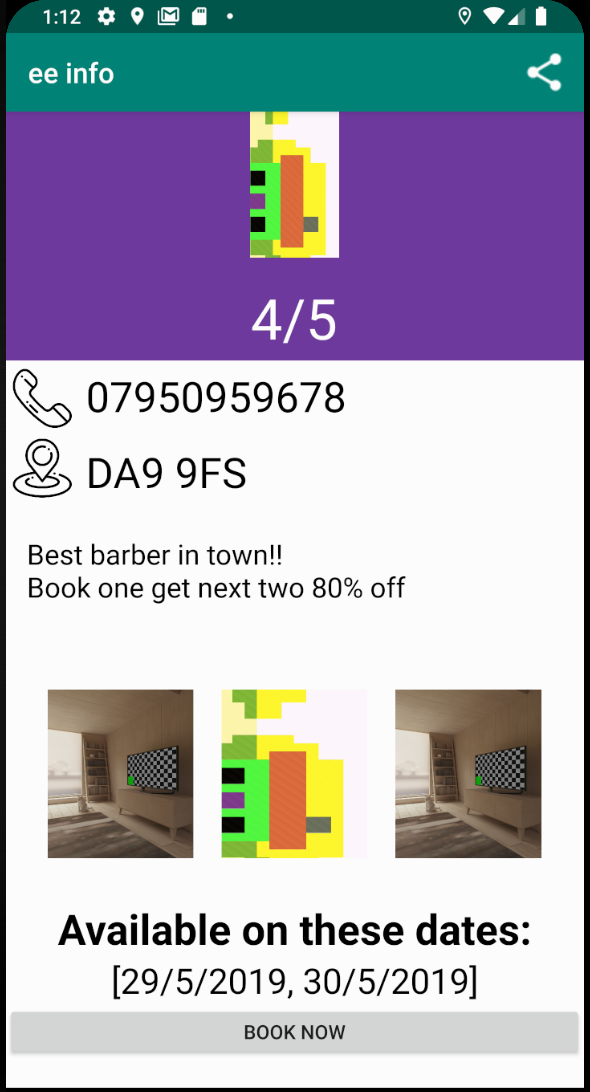 1:12
ee info
4/5
07950959678
DA9 9FS
Best barber in town!!
Book one get next two 80% off
Available on these dates:
[29/5/2019, 30/5/2019]
BOOK NOW